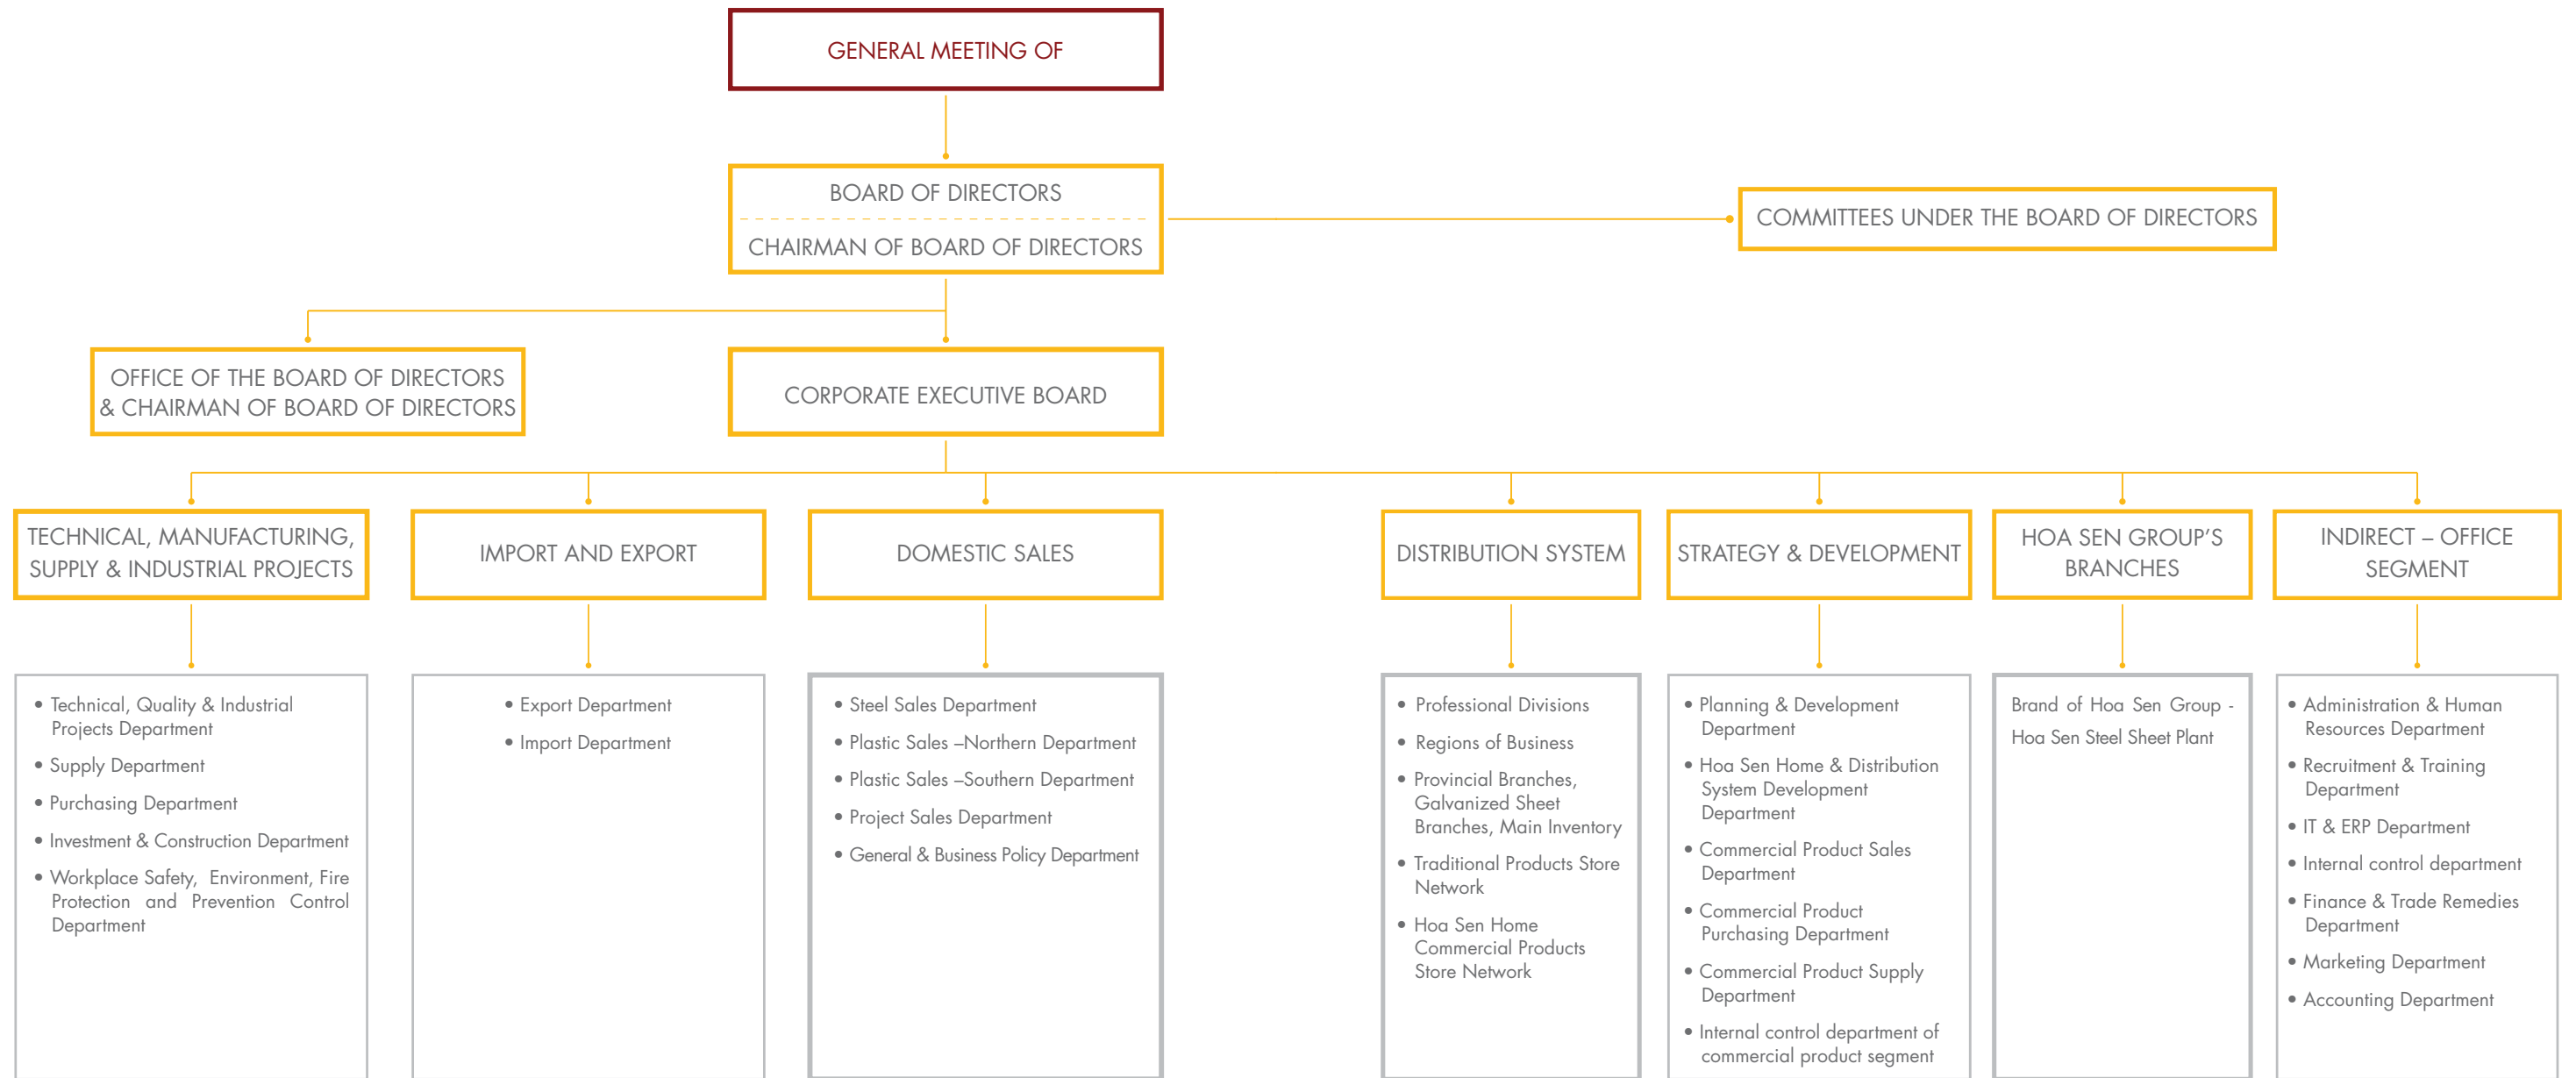 GENERAL MEETING OF
BOARD OF DIRECTORS
CHAIRMAN OF BOARD OF DIRECTORS
COMMITTEES UNDER THE BOARD OF DIRECTORS
OFFICE OF THE BOARD OF DIRECTORS
& CHAIRMAN OF BOARD OF DIRECTORS
CORPORATE EXECUTIVE BOARD
TECHNICAL, MANUFACTURING,
SUPPLY & INDUSTRIAL PROJECTS
IMPORT AND EXPORT
DOMESTIC SALES
DISTRIBUTION SYSTEM
STRATEGY & DEVELOPMENT
HOA SEN GROUP'S
BRANCHES
INDIRECT – OFFICE
SEGMENT
• Technical, Quality & Industrial
Projects Department
• Supply Department
• Purchasing Department
• Investment & Construction Department
• Workplace Safety, Environment, Fire
Protection and Prevention Control
Department
• Export Department
• Import Department
• Steel Sales Department
• Plastic Sales –Northern Department
• Plastic Sales –Southern Department
• Project Sales Department
• General & Business Policy Department
• Professional Divisions
• Regions of Business
• Provincial Branches,
Galvanized Sheet
Branches, Main Inventory
• Traditional Products Store
Network
• Hoa Sen Home
Commercial Products
Store Network
• Planning & Development
Department
• Hoa Sen Home & Distribution
System Development
Department
• Commercial Product Sales
Department
• Commercial Product
Purchasing Department
• Commercial Product Supply
Department
• Internal control department of
commercial product segment
Brand of Hoa Sen Group -
Hoa Sen Steel Sheet Plant
• Administration & Human
Resources Department
• Recruitment & Training
Department
• IT & ERP Department
• Internal control department
• Finance & Trade Remedies
Department
• Marketing Department
• Accounting Department